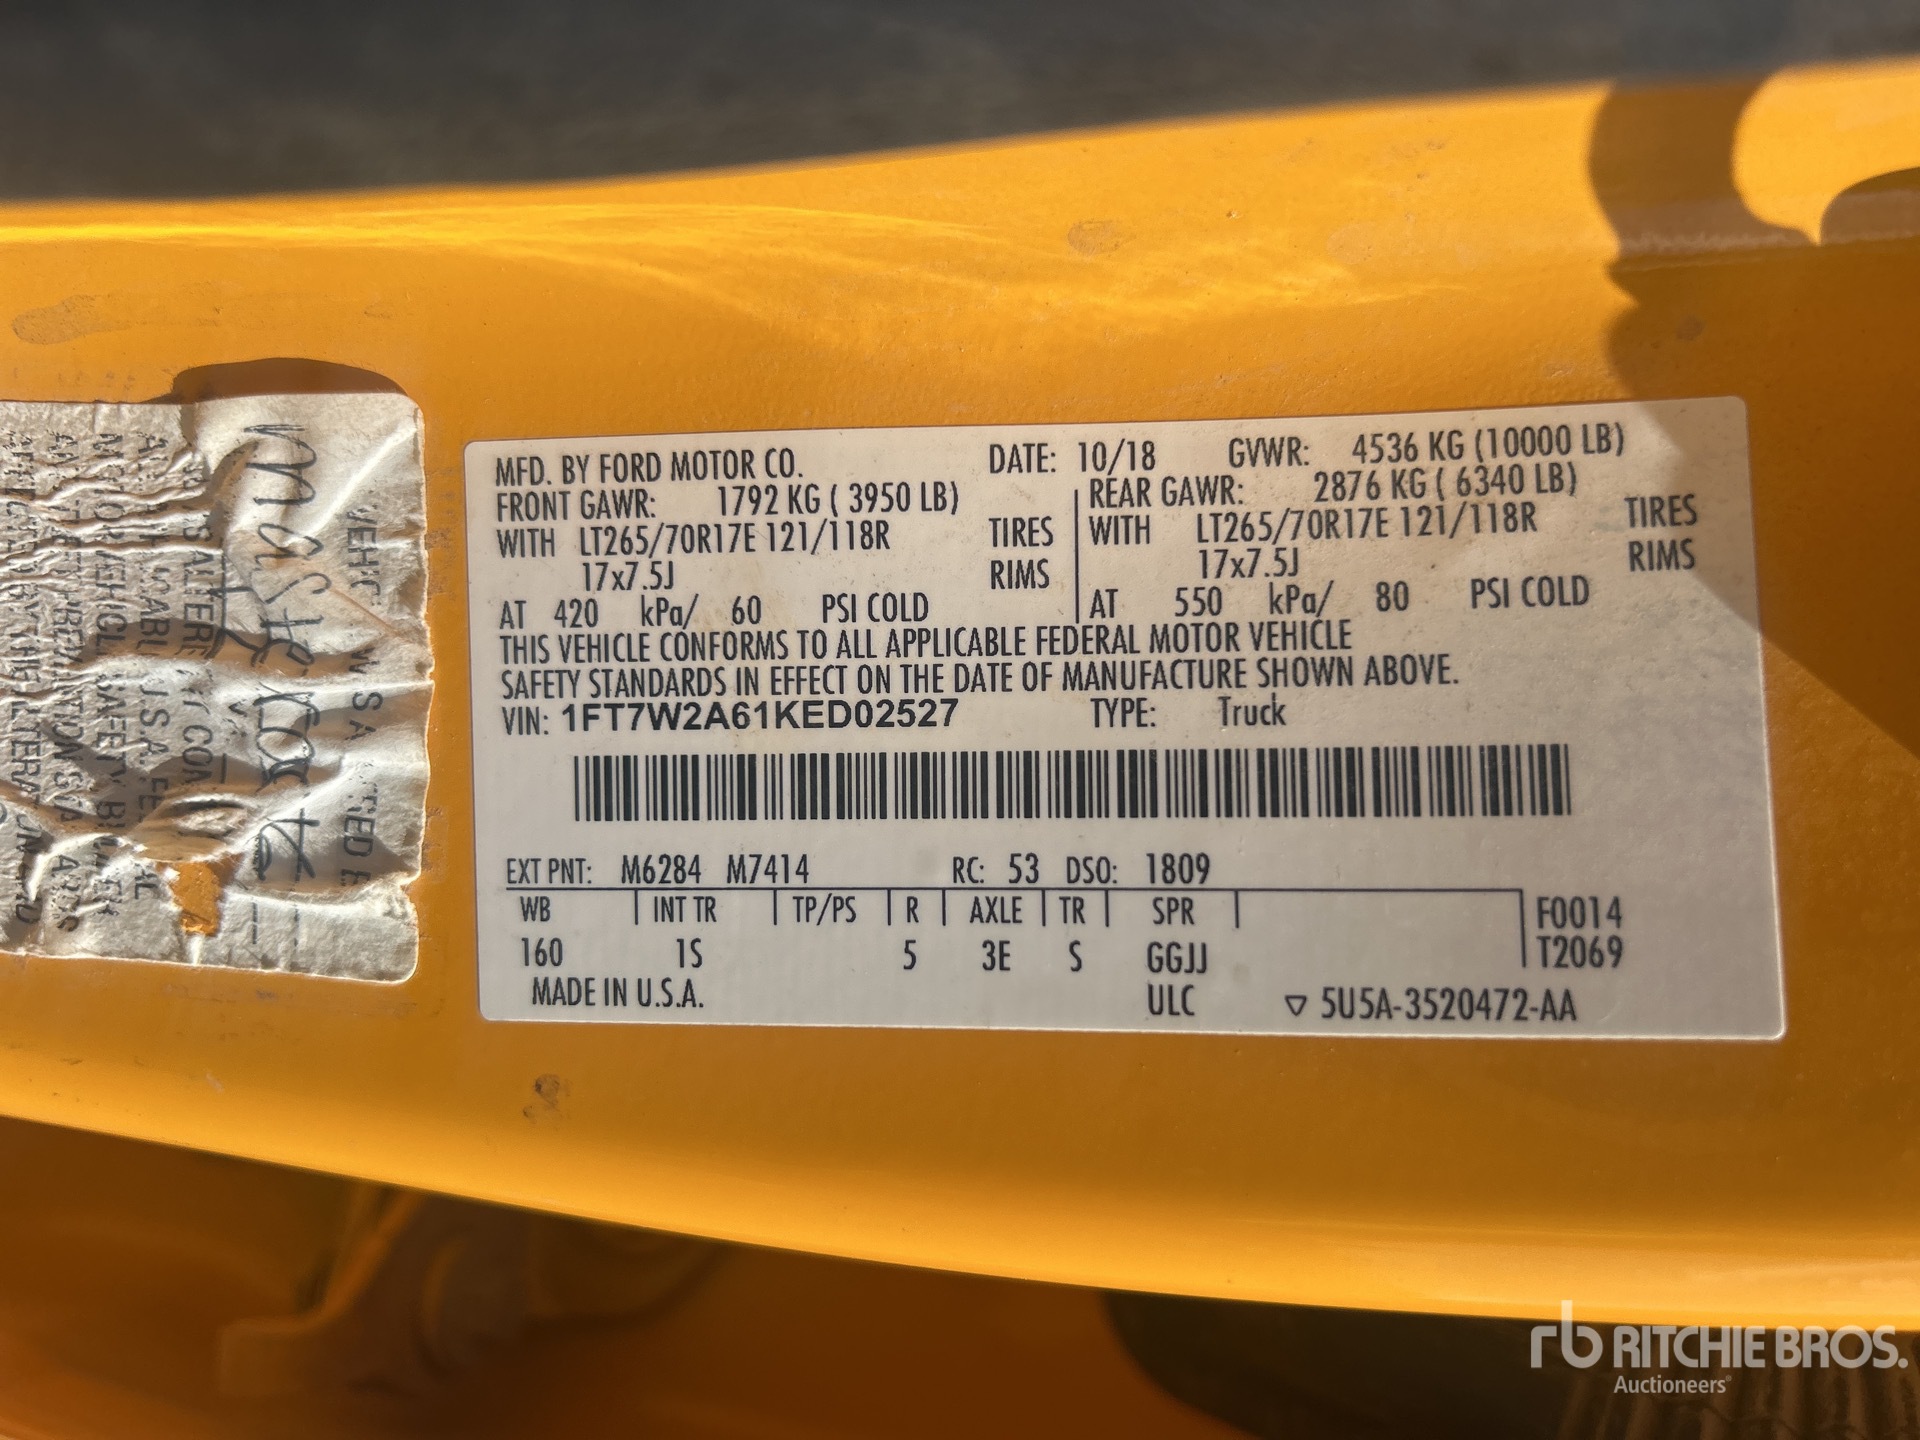 MFD. BY FORD MOTOR CO. DATE: 10/18 GVWR: 4536 KG (10000 LB)
FRONT GAWR: 1792 KG ( 3950 LB) REAR GAWR: 2876 KG ( 6340 LB)
WITH LT265/70R17E 121/118R TIRES WITH LT265/70R17E 121/118R TIRES
17x7.5J RIMS 17x7.5J RIMS
AT 420 kPa/ 60 PSI COLD AT 550 kPa/ 80 PSI COLD
THIS VEHICLE CONFORMS TO ALL APPLICABLE FEDERAL MOTOR VEHICLE
SAFETY STANDARDS IN EFFECT ON THE DATE OF MANUFACTURE SHOWN ABOVE.
VIN: 1FT7W2A61KED02527 TYPE: Truck
EXT PNT: M6284 M7414 RC: 53 DSO: 1809
WB INT TR TP/PS R AXLE TR SPR F0014
160 1S 5 3E S GGJJ T2069
MADE IN U.S.A. ULC ▽ 5U5A-3520472-AA
rb RITCHIE BROS.
Auctioneers